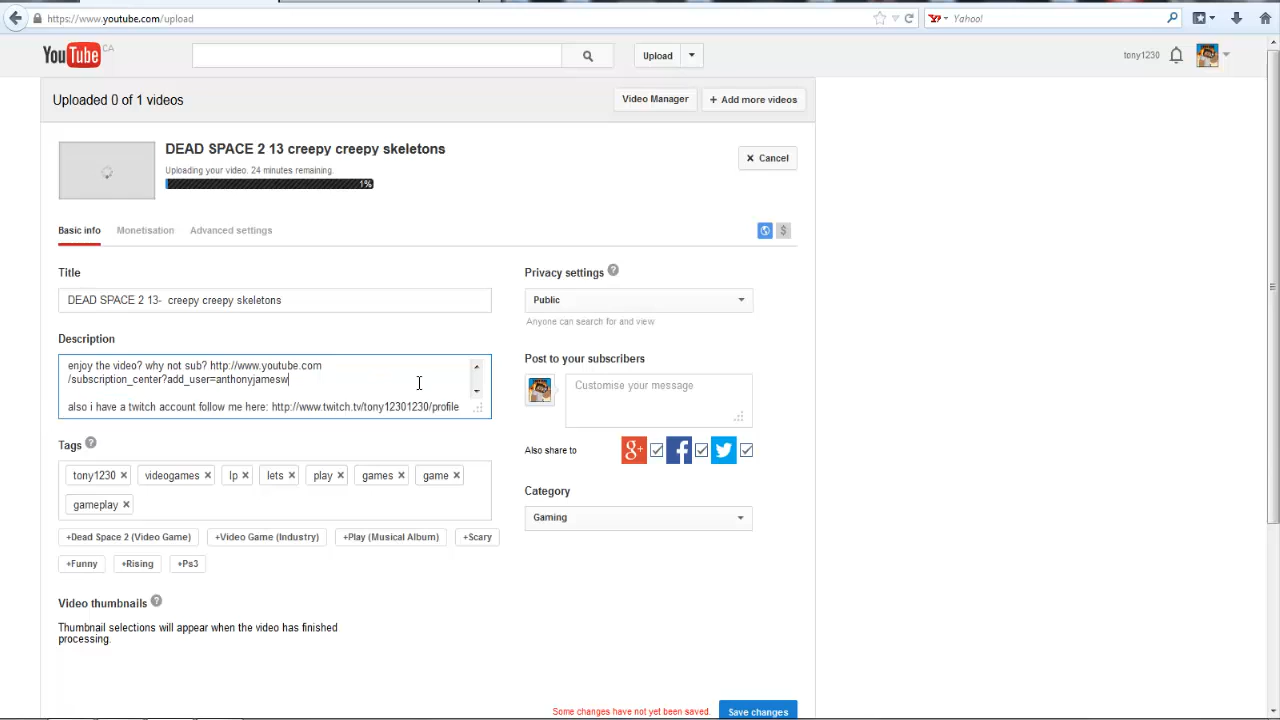 https://www.youtube.com/upload
Yahoo!
YouTube CA
Upload
tony1230
Uploaded 0 of 1 videos
Video Manager
+ Add more videos
DEAD SPACE 2 13 creepy creepy skeletons
Uploading your video. 24 minutes remaining.
1%
Cancel
Basic info
Monetisation
Advanced settings
$
Title
DEAD SPACE 2 13-  creepy creepy skeletons
Description
enjoy the video? why not sub? http://www.youtube.com
/subscription_center?add_user=anthonyjamesw
also i have a twitch account follow me here: http://www.twitch.tv/tony12301230/profile
Tags ?
tony1230
videogames
lp
lets
play
games
game
gameplay
+Dead Space 2 (Video Game)
+Video Game (Industry)
+Play (Musical Album)
+Scary
+Funny
+Rising
+Ps3
Video thumbnails ?
Thumbnail selections will appear when the video has finished
processing.
Privacy settings ?
Public
Anyone can search for and view
Post to your subscribers
Customise your message
Also share to
g+
f
Category
Gaming
Some changes have not yet been saved.
Save changes